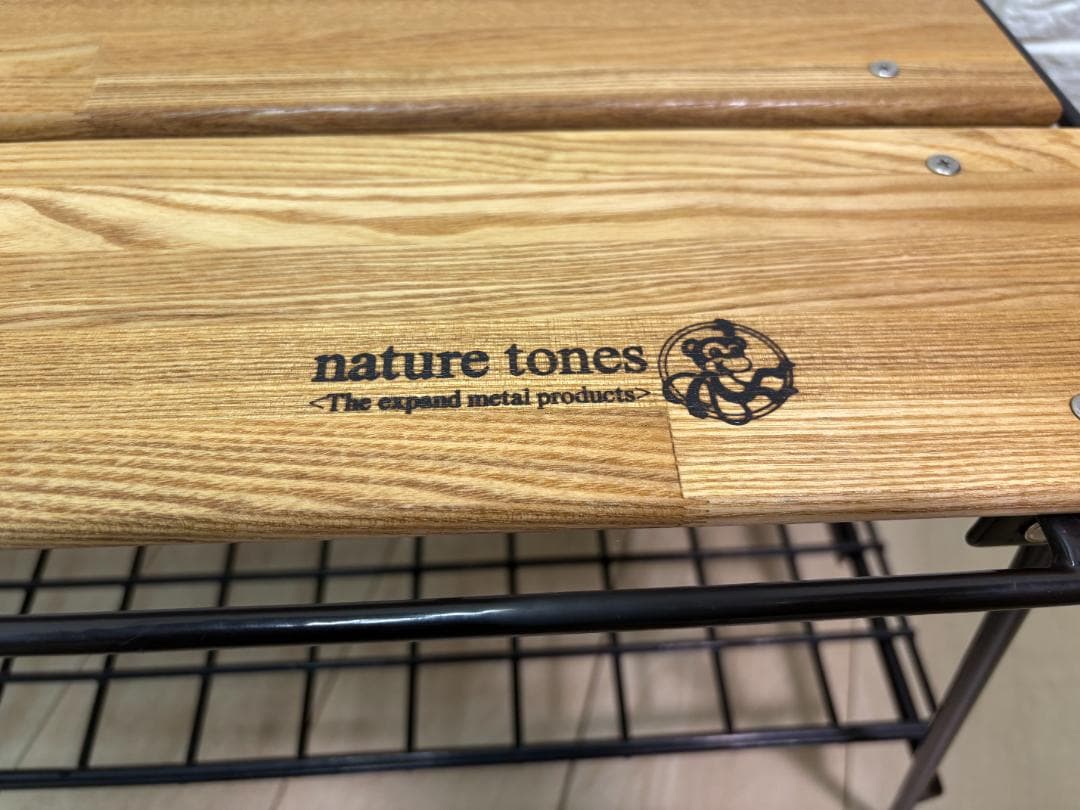 nature tones
<The expand metal products>